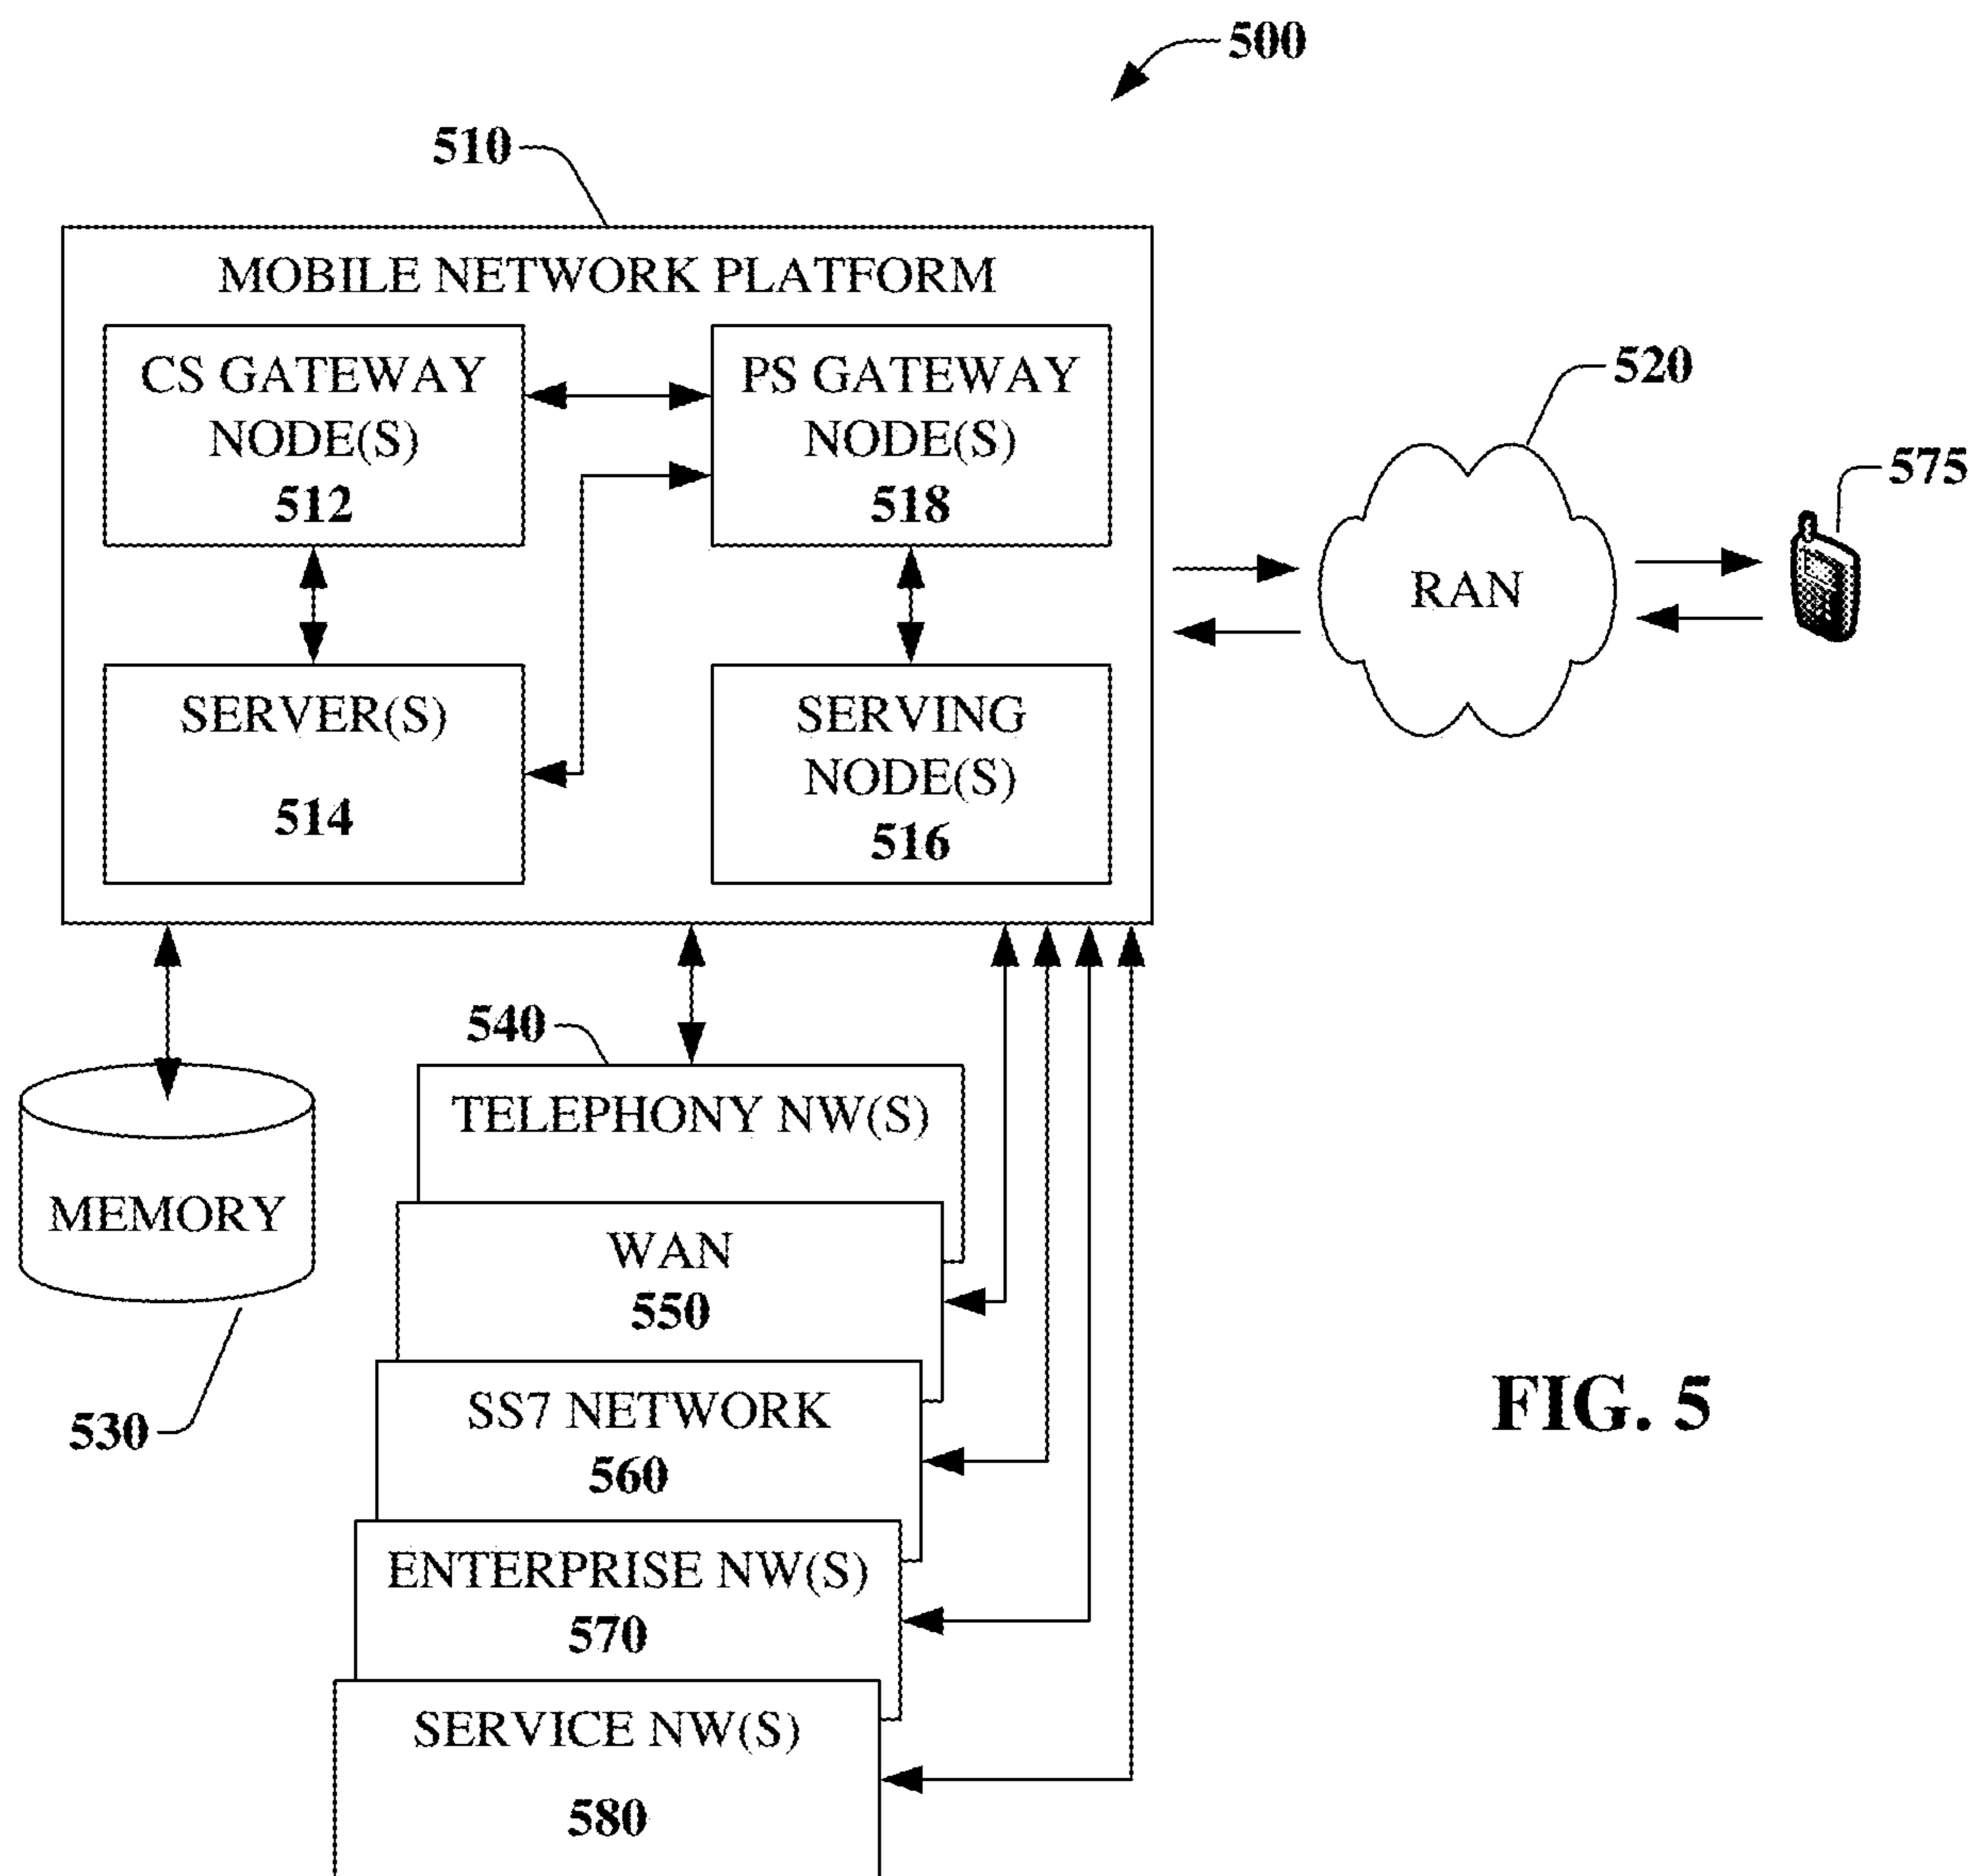 500
510
MOBILE NETWORK PLATFORM
CS GATEWAY
NODE(S)
512
PS GATEWAY
NODE(S)
518
SERVER(S)
514
SERVING
NODE(S)
516
520
RAN
575
MEMORY
530
540
TELEPHONY NW(S)
WAN
550
SS7 NETWORK
560
ENTERPRISE NW(S)
570
SERVICE NW(S)
580
FIG. 5